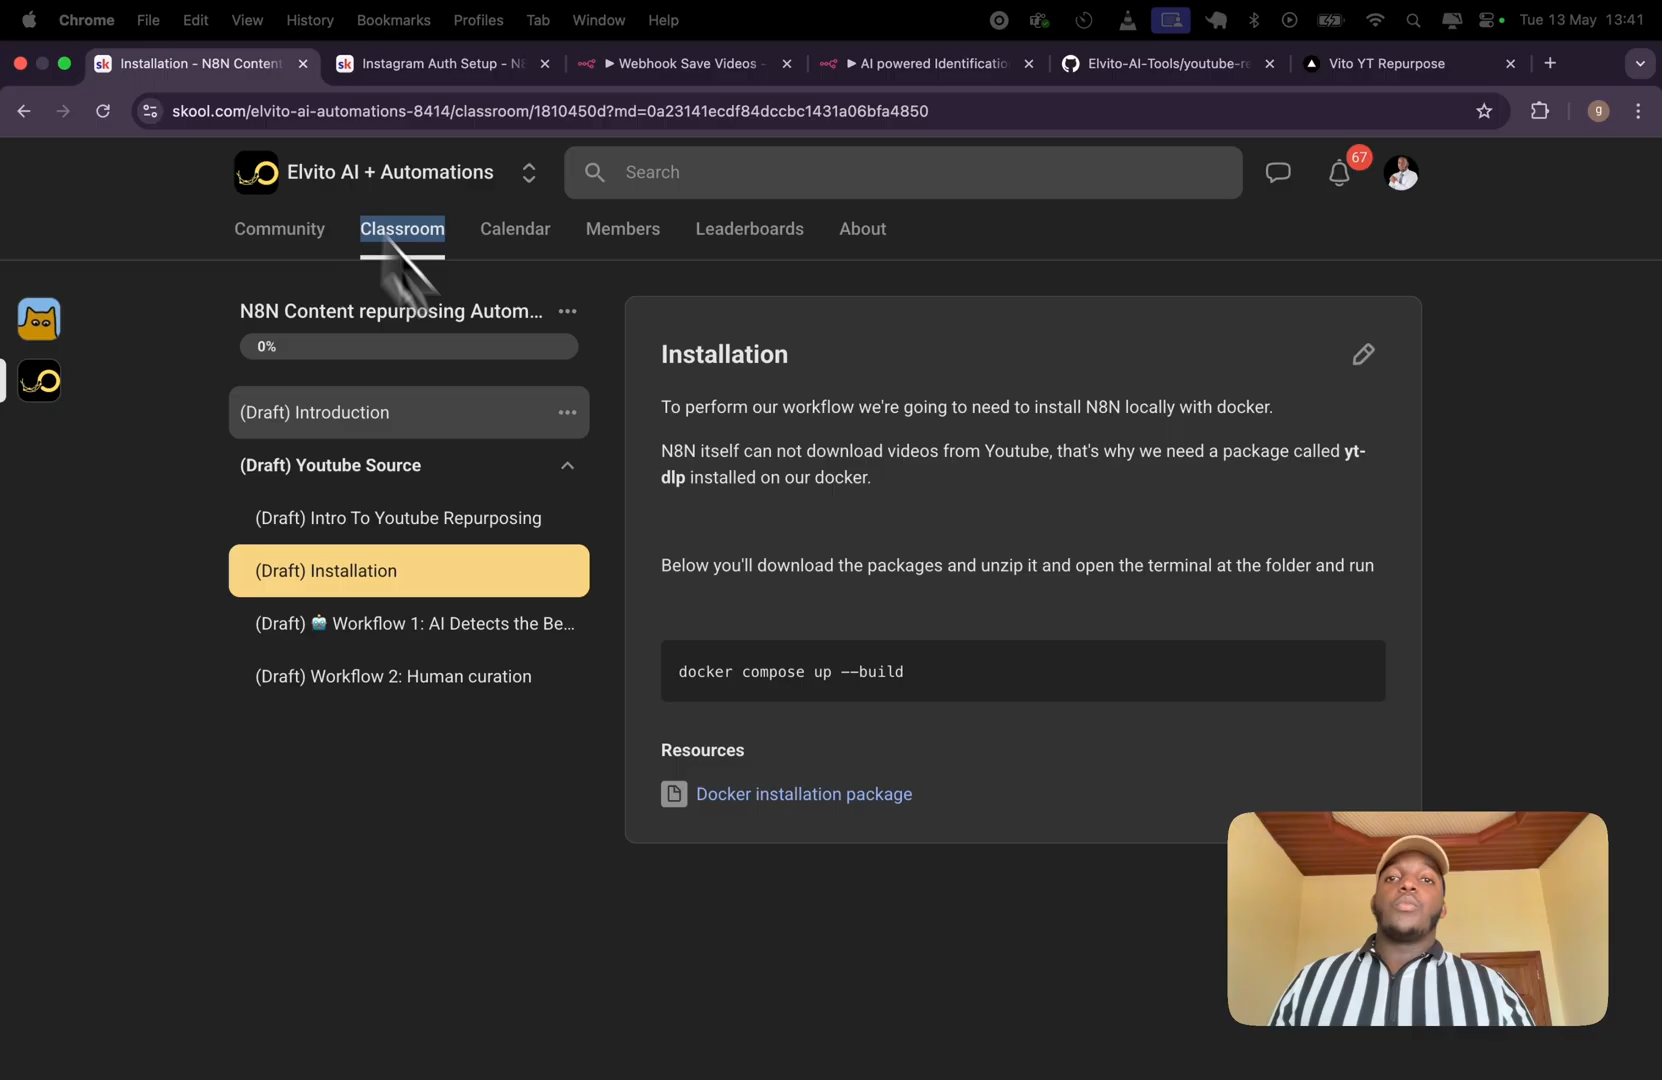 Chrome File Edit View History Bookmarks Profiles Tab Window Help Tue 13 May 13:41
sk Installation - N8N Content
sk Instagram Auth Setup - N8
▶ Webhook Save Videos -
▶ AI powered Identificatio
Elvito-AI-Tools/youtube-re
Vito YT Repurpose
skool.com/elvito-ai-automations-8414/classroom/1810450d?md=0a23141ecdf84dccbc1431a06bfa4850
g
Elvito AI + Automations
Search
67
Community Classroom Calendar Members Leaderboards About
N8N Content repurposing Autom...
0%
(Draft) Introduction
(Draft) Youtube Source
(Draft) Intro To Youtube Repurposing
(Draft) Installation
(Draft) 🤖 Workflow 1: AI Detects the Be...
(Draft) Workflow 2: Human curation
Installation
To perform our workflow we're going to need to install N8N locally with docker.
N8N itself can not download videos from Youtube, that's why we need a package called yt-
dlp installed on our docker.
Below you'll download the packages and unzip it and open the terminal at the folder and run
docker compose up --build
Resources
Docker installation package